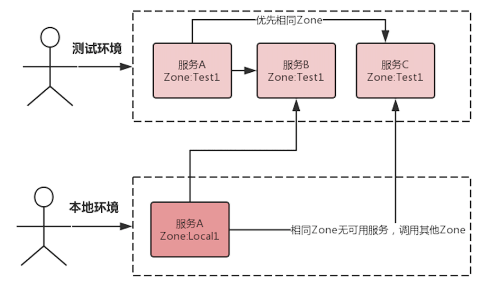 优先相同Zone
测试环境
服务A
Zone:Test1
服务B
Zone:Test1
服务C
Zone:Test1
本地环境
服务A
Zone:Local1
相同Zone无可用服务，调用其他Zone